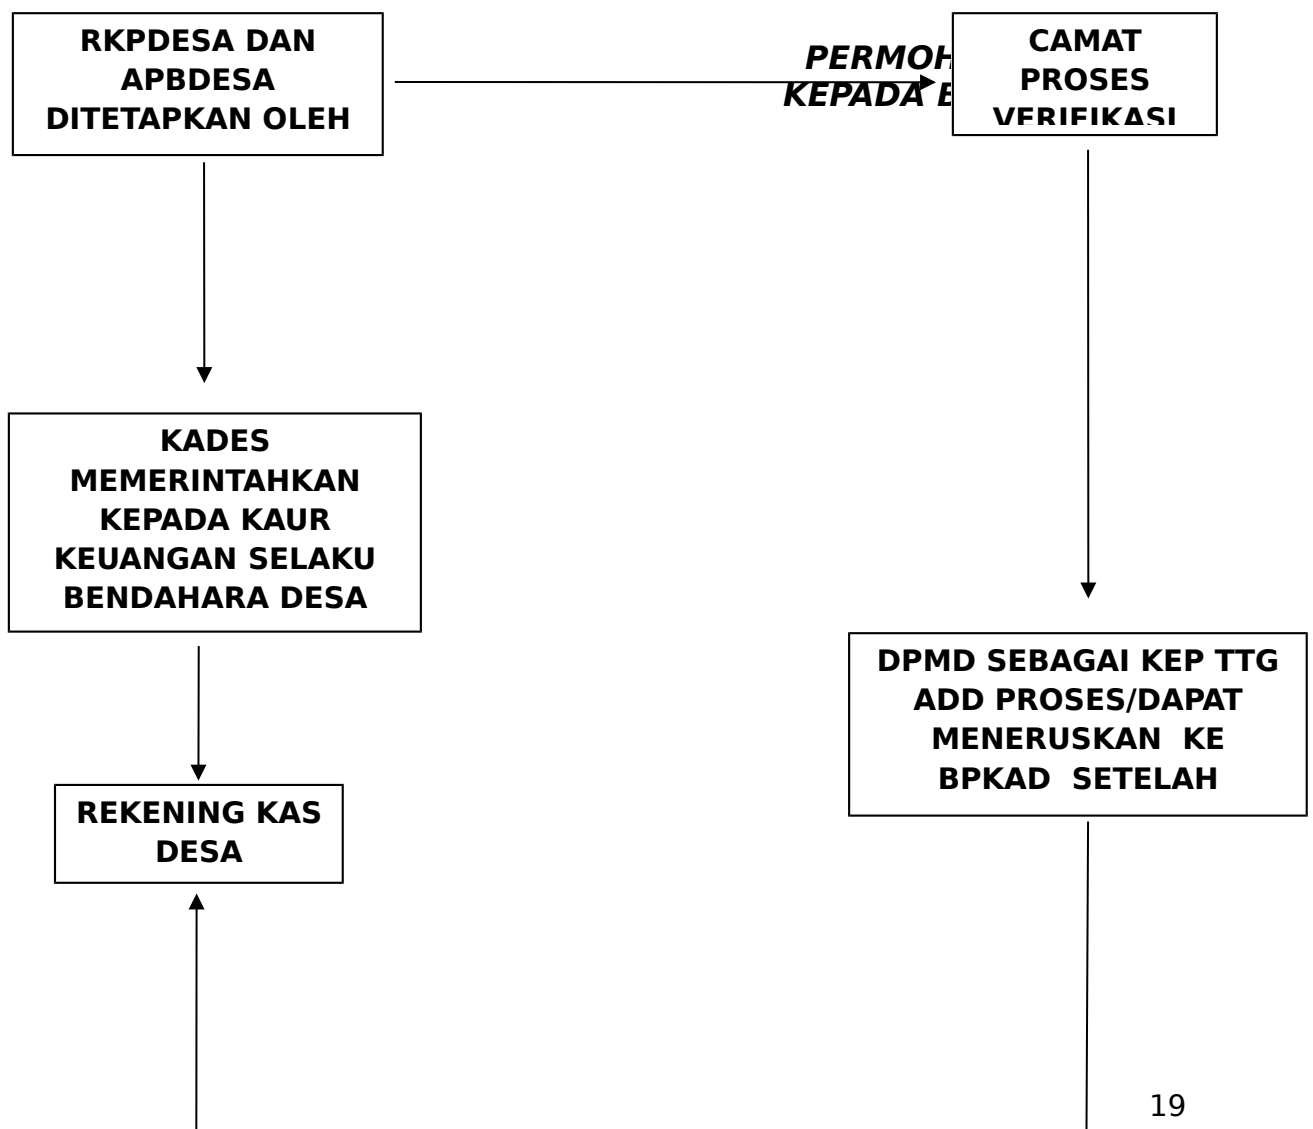 RKPDESA DAN
APBDESA
DITETAPKAN OLEH
KEPADA
CAMAT
PROSES
VERIFIKASI
KADES
MEMERINTAHKAN
KEPADA KAUR
KEUANGAN SELAKU
BENDAHARA DESA
DPMD SEBAGAI KEP TTG
ADD PROSES/DAPAT
MENERUSKAN KE
BPKAD SETELAH
REKENING KAS
DESA
19